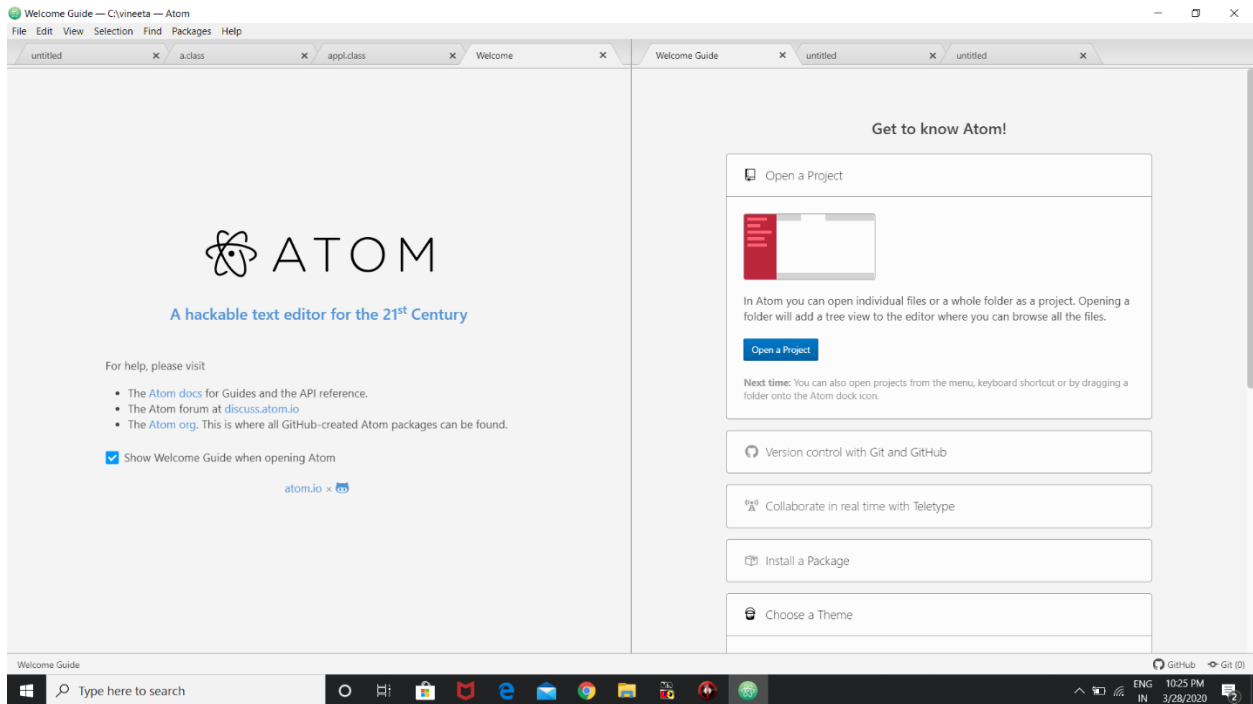 Welcome Guide — C:\vineeta — Atom
File Edit View Selection Find Packages Help
untitled a.class appl.class Welcome
Welcome Guide untitled untitled
ATOM
A hackable text editor for the 21st Century
For help, please visit
• The Atom docs for Guides and the API reference.
• The Atom forum at discuss.atom.io
• The Atom org. This is where all GitHub-created Atom packages can be found.
Show Welcome Guide when opening Atom
atom.io ×
Get to know Atom!
Open a Project
In Atom you can open individual files or a whole folder as a project. Opening a
folder will add a tree view to the editor where you can browse all the files.
Open a Project
Next time: You can also open projects from the menu, keyboard shortcut or by dragging a
folder onto the Atom dock icon.
Version control with Git and GitHub
Collaborate in real time with Teletype
Install a Package
Choose a Theme
Welcome Guide
GitHub Git (0)
Type here to search
ENG 10:25 PM
IN 3/28/2020
2